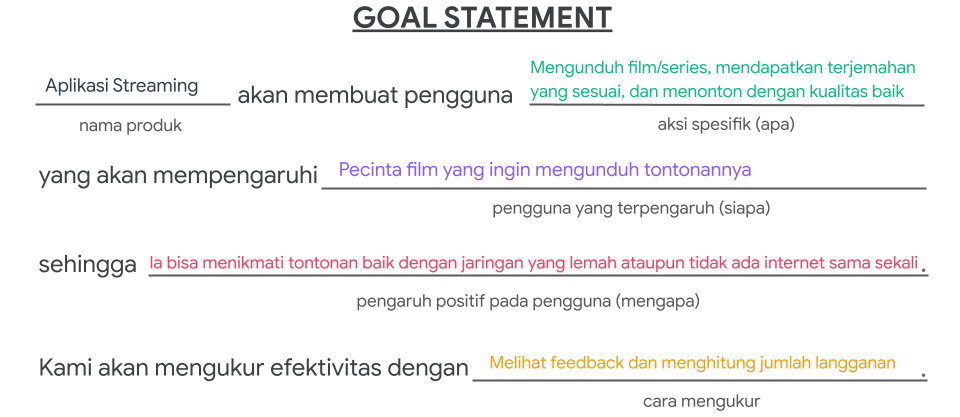 GOAL STATEMENT
Mengunduh film/series, mendapatkan terjemahan
Aplikasi Streaming akan membuat pengguna yang sesuai, dan menonton dengan kualitas baik
nama produk aksi spesifik (apa)
yang akan mempengaruhi Pecinta film yang ingin mengunduh tontonannya
pengguna yang terpengaruh (siapa)
sehingga Ia bisa menikmati tontonan baik dengan jaringan yang lemah ataupun tidak ada internet sama sekali.
pengaruh positif pada pengguna (mengapa)
Kami akan mengukur efektivitas dengan Melihat feedback dan menghitung jumlah langganan.
cara mengukur